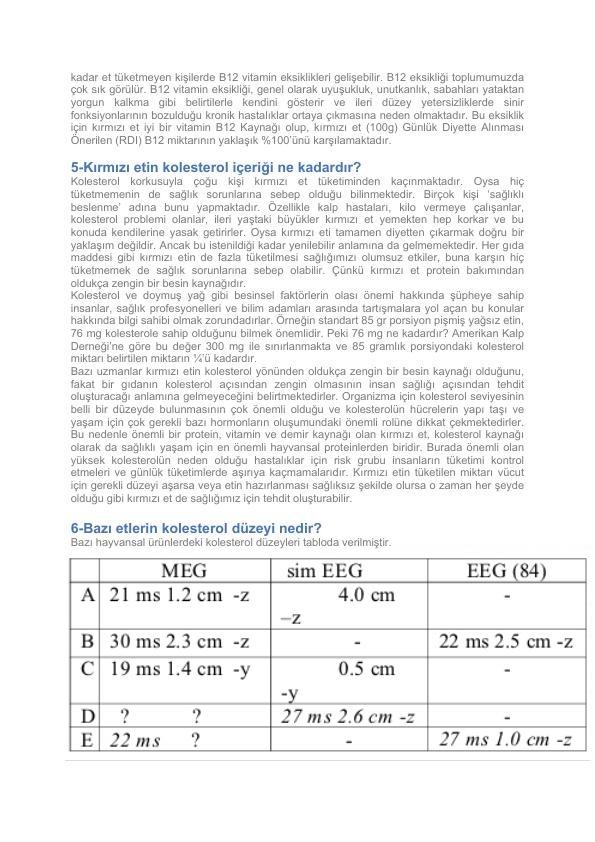 kadar et tüketmeyen kişilerde B12 vitamin eksiklikleri gelişebilir. B12 eksikliği toplumumuzda
çok sık görülür. B12 vitamin eksikliği, genel olarak uyuşukluk, unutkanlık, sabahları yataktan
yorgun kalkma gibi belirtilerle kendini gösterir ve ileri düzey yetersizliklerde sinir
fonksiyonlarının bozulduğu kronik hastalıklar ortaya çıkmasına neden olmaktadır. Bu eksiklik
için kırmızı et iyi bir vitamin B12 Kaynağı olup, kırmızı et (100g) Günlük Diyette Alınması
Önerilen (RDI) B12 miktarının yaklaşık %100'ünü karşılamaktadır.
5-Kırmızı etin kolesterol içeriği ne kadardır?
Kolesterol korkusuyla çoğu kişi kırmızı et tüketiminden kaçınmaktadır. Oysa hiç
tüketmemenin de sağlık sorunlarına sebep olduğu bilinmektedir. Birçok kişi 'sağlıklı
beslenme' adına bunu yapmaktadır. Özellikle kalp hastaları, kilo vermeye çalışanlar,
kolesterol problemi olanlar, ileri yaştaki büyükler kırmızı et yemekten hep korkar ve bu
konuda kendilerine yasak getirirler. Oysa kırmızı eti tamamen diyetten çıkarmak doğru bir
yaklaşım değildir. Ancak bu istenildiği kadar yenilebilir anlamına da gelmemektedir. Her gıda
maddesi gibi kırmızı etin de fazla tüketilmesi sağlığımızı olumsuz etkiler, buna karşın hiç
tüketmemek de sağlık sorunlarına sebep olabilir. Çünkü kırmızı et protein bakımından
oldukça zengin bir besin kaynağıdır.
Kolesterol ve doymuş yağ gibi besinsel faktörlerin olası önemi hakkında şüpheye sahip
insanlar, sağlık profesyonelleri ve bilim adamları arasında tartışmalara yol açan bu konular
hakkında bilgi sahibi olmak zorundadırlar. Örneğin standart 85 gr porsiyon pişmiş yağsız etin,
76 mg kolesterole sahip olduğunu bilmek önemlidir. Peki 76 mg ne kadardır? Amerikan Kalp
Derneği'ne göre bu değer 300 mg ile sınırlanmakta ve 85 gramlık porsiyondaki kolesterol
miktarı belirtilen miktarın ¼'ü kadardır.
Bazı uzmanlar kırmızı etin kolesterol yönünden oldukça zengin bir besin kaynağı olduğunu,
fakat bir gıdanın kolesterol açısından zengin olmasının insan sağlığı açısından tehdit
oluşturacağı anlamına gelmeyeceğini belirtmektedirler. Organizma için kolesterol seviyesinin
belli bir düzeyde bulunmasının çok önemli olduğu ve kolesterolün hücrelerin yapı taşı ve
yaşam için çok gerekli bazı hormonların oluşumundaki önemli rolüne dikkat çekmektedirler.
Bu nedenle önemli bir protein, vitamin ve demir kaynağı olan kırmızı et, kolesterol kaynağı
olarak da sağlıklı yaşam için en önemli hayvansal proteinlerden biridir. Burada önemli olan
yüksek kolesterolün neden olduğu hastalıklar için risk grubu insanların tüketimi kontrol
etmeleri ve günlük tüketimlerde aşırıya kaçmamalarıdır. Kırmızı etin tüketilen miktarı vücut
için gerekli düzeyi aşarsa veya etin hazırlanması sağlıksız şekilde olursa o zaman her şeyde
olduğu gibi kırmızı et de sağlığımız için tehdit oluşturabilir.
6-Bazı etlerin kolesterol düzeyi nedir?
Bazı hayvansal ürünlerdeki kolesterol düzeyleri tabloda verilmiştir.
MEG sim EEG EEG (84)
A 21 ms 1.2 cm -z 4.0 cm -
–z
B 30 ms 2.3 cm -z - 22 ms 2.5 cm -z
C 19 ms 1.4 cm -y 0.5 cm -
-y
D ? ? 27 ms 2.6 cm -z -
E 22 ms ? - 27 ms 1.0 cm -z